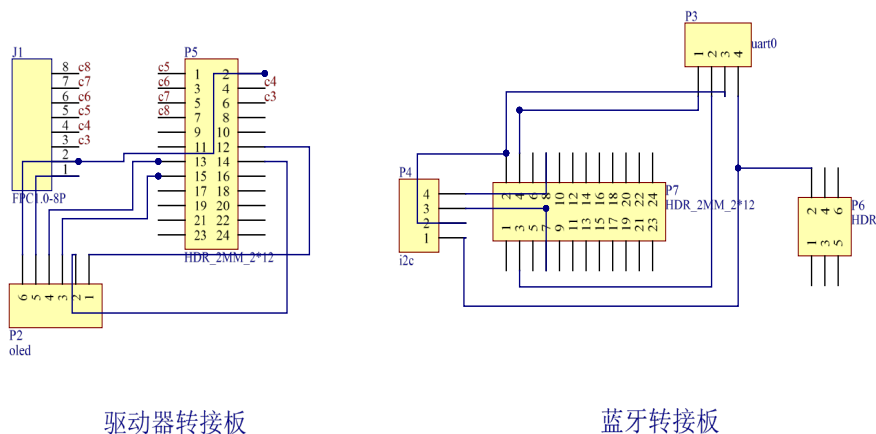 J1
8 c8
7 c7
6 c6
5 c5
4 c4
3 c3
2
1
FPC1.0-8P
P5
c5 1 2
c6 3 4 c4
c7 5 6 c3
c8 7 8
9 10
11 12
13 14
15 16
17 18
19 20
21 22
23 24
HDR_2MM_2*12
6 5 4 3 2 1
P2
oled
驱动器转接板
P3
uart0
1 2 3 4
P4
4
3
2
1
i2c
P7
HDR_2MM_2*12
2 4 6 8 10 12 14 16 18 20 22 24
1 3 5 7 9 11 13 15 17 19 21 23
P6
HDR
2 4 6
1 3 5
蓝牙转接板